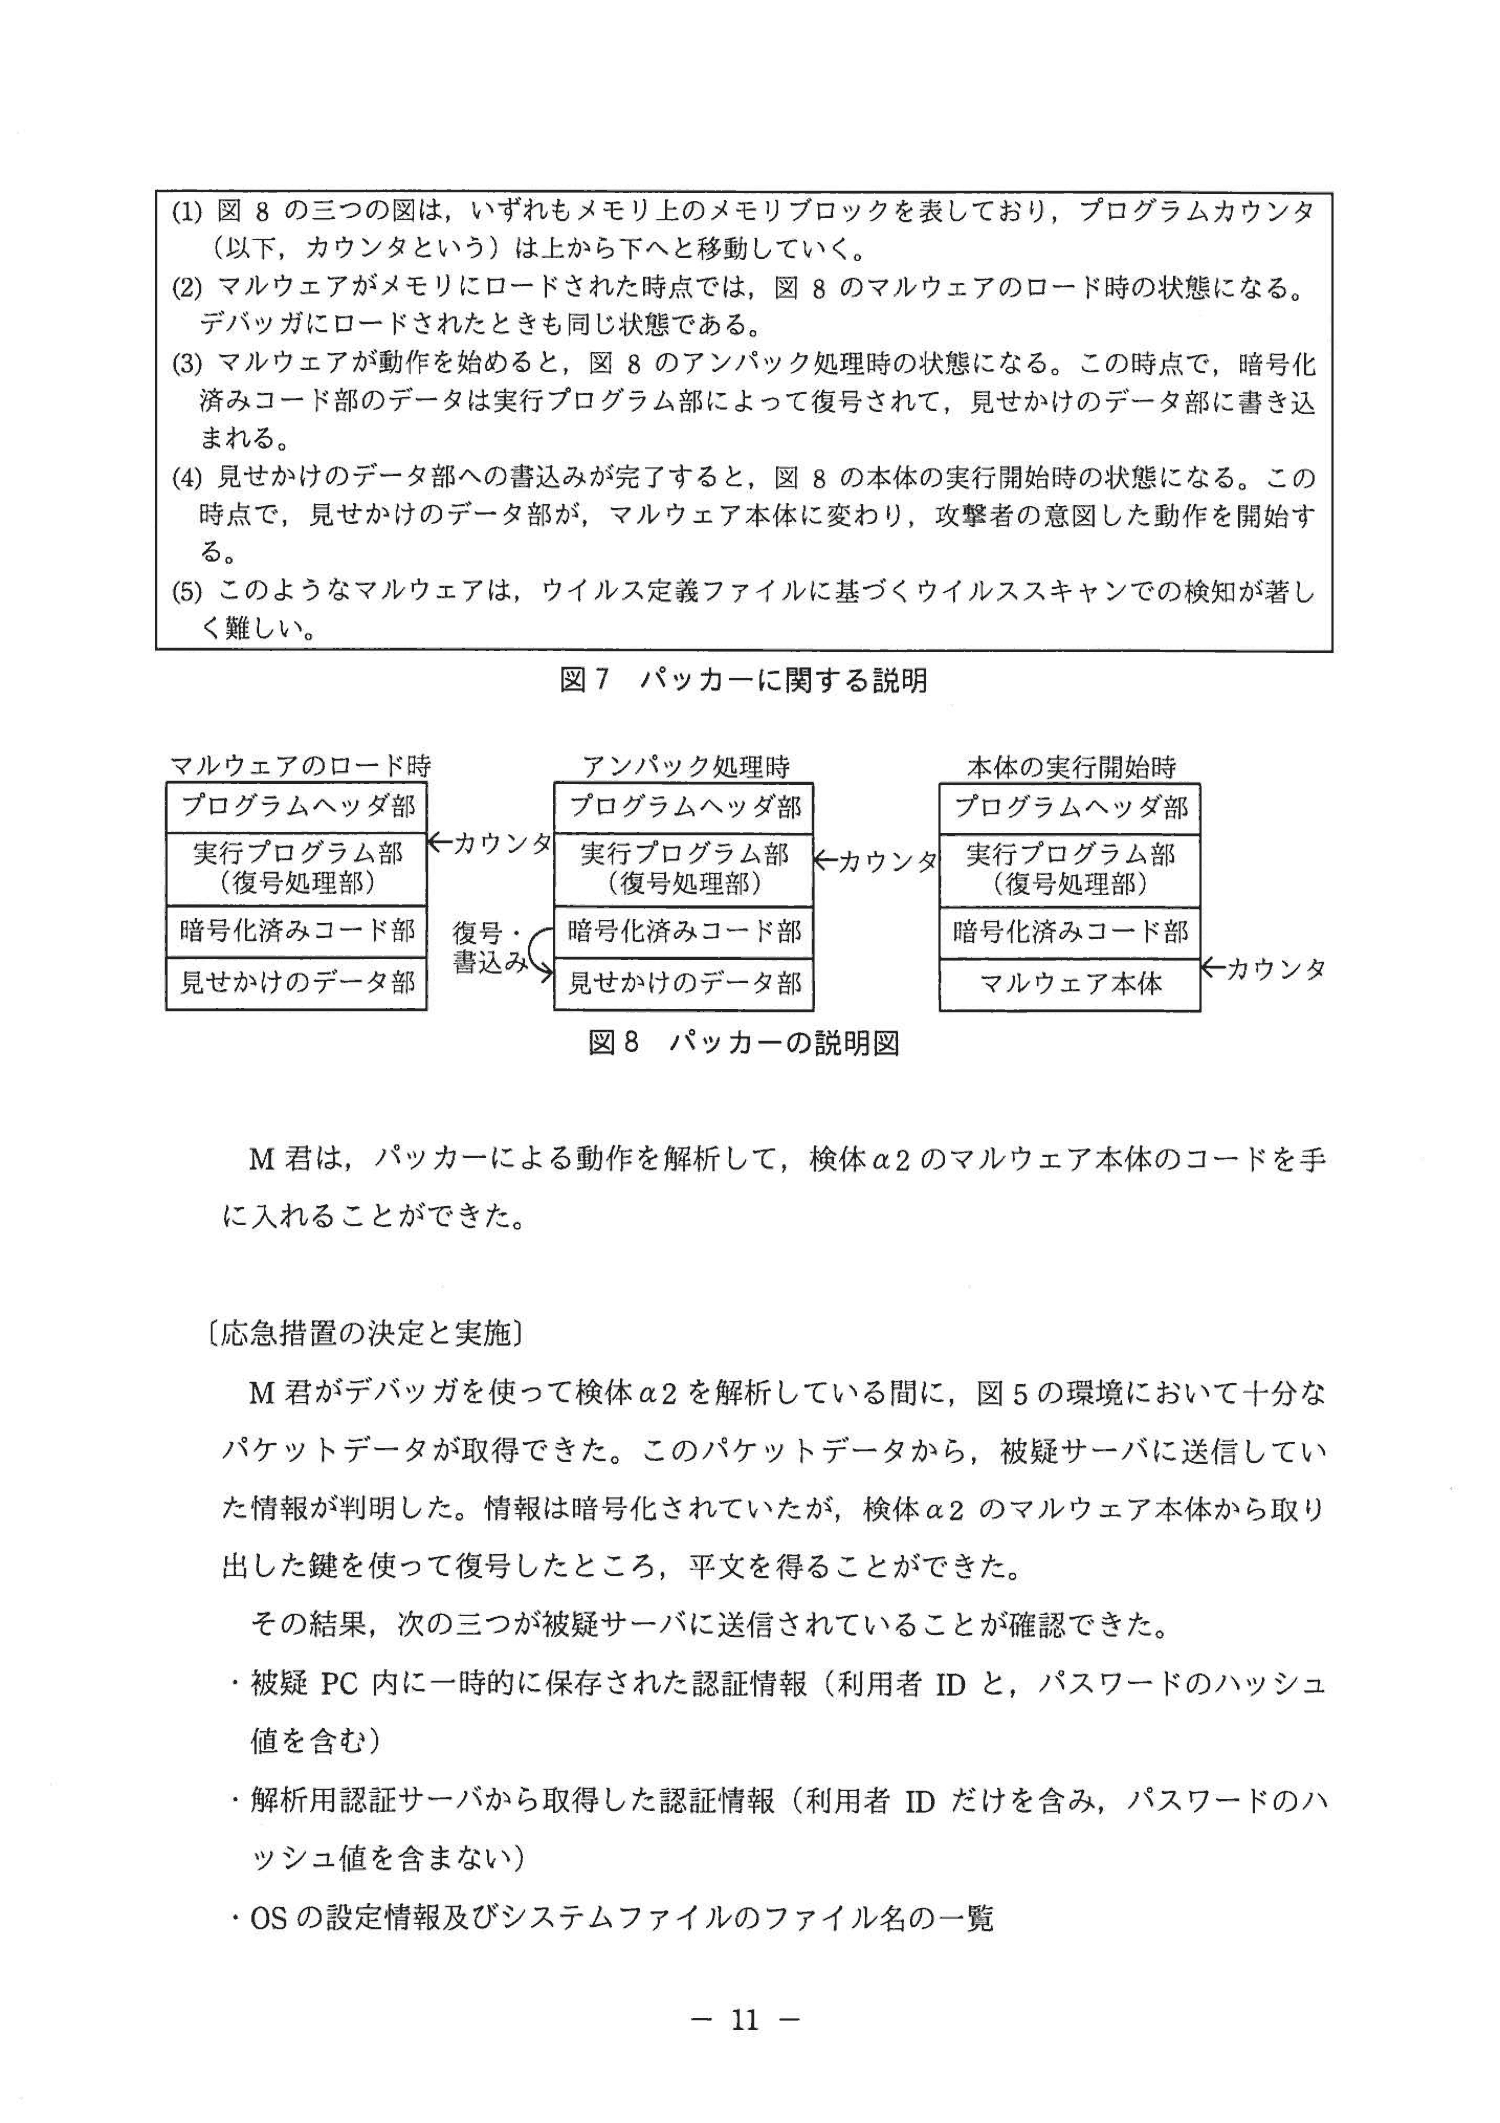 (1) 図 8 の三つの図は，いずれもメモリ上のメモリブロックを表しており，プログラムカウンタ
（以下，カウンタという）は上から下へと移動していく。
(2) マルウェアがメモリにロードされた時点では，図 8 のマルウェアのロード時の状態になる。
デバッガにロードされたときも同じ状態である。
(3) マルウェアが動作を始めると，図 8 のアンパック処理時の状態になる。この時点で，暗号化
済みコード部のデータは実行プログラム部によって復号されて，見せかけのデータ部に書き込
まれる。
(4) 見せかけのデータ部への書込みが完了すると，図 8 の本体の実行開始時の状態になる。この
時点で，見せかけのデータ部が，マルウェア本体に変わり，攻撃者の意図した動作を開始す
る。
(5) このようなマルウェアは，ウイルス定義ファイルに基づくウイルススキャンでの検知が著し
く難しい。
図 7　パッカーに関する説明
マルウェアのロード時
プログラムヘッダ部
実行プログラム部
（復号処理部）
暗号化済みコード部
見せかけのデータ部
←カウンタ
アンパック処理時
プログラムヘッダ部
実行プログラム部
（復号処理部）
暗号化済みコード部
見せかけのデータ部
復号・
書込み
←カウンタ
本体の実行開始時
プログラムヘッダ部
実行プログラム部
（復号処理部）
暗号化済みコード部
マルウェア本体
←カウンタ
図 8　パッカーの説明図
M 君は，パッカーによる動作を解析して，検体α2 のマルウェア本体のコードを手
に入れることができた。
〔応急措置の決定と実施〕
M 君がデバッガを使って検体α2 を解析している間に，図 5 の環境において十分な
パケットデータが取得できた。このパケットデータから，被疑サーバに送信してい
た情報が判明した。情報は暗号化されていたが，検体α2 のマルウェア本体から取り
出した鍵を使って復号したところ，平文を得ることができた。
その結果，次の三つが被疑サーバに送信されていることが確認できた。
・被疑 PC 内に一時的に保存された認証情報（利用者 ID と，パスワードのハッシュ
値を含む）
・解析用認証サーバから取得した認証情報（利用者 ID だけを含み，パスワードのハ
ッシュ値を含まない）
・OS の設定情報及びシステムファイルのファイル名の一覧
－ 11 －